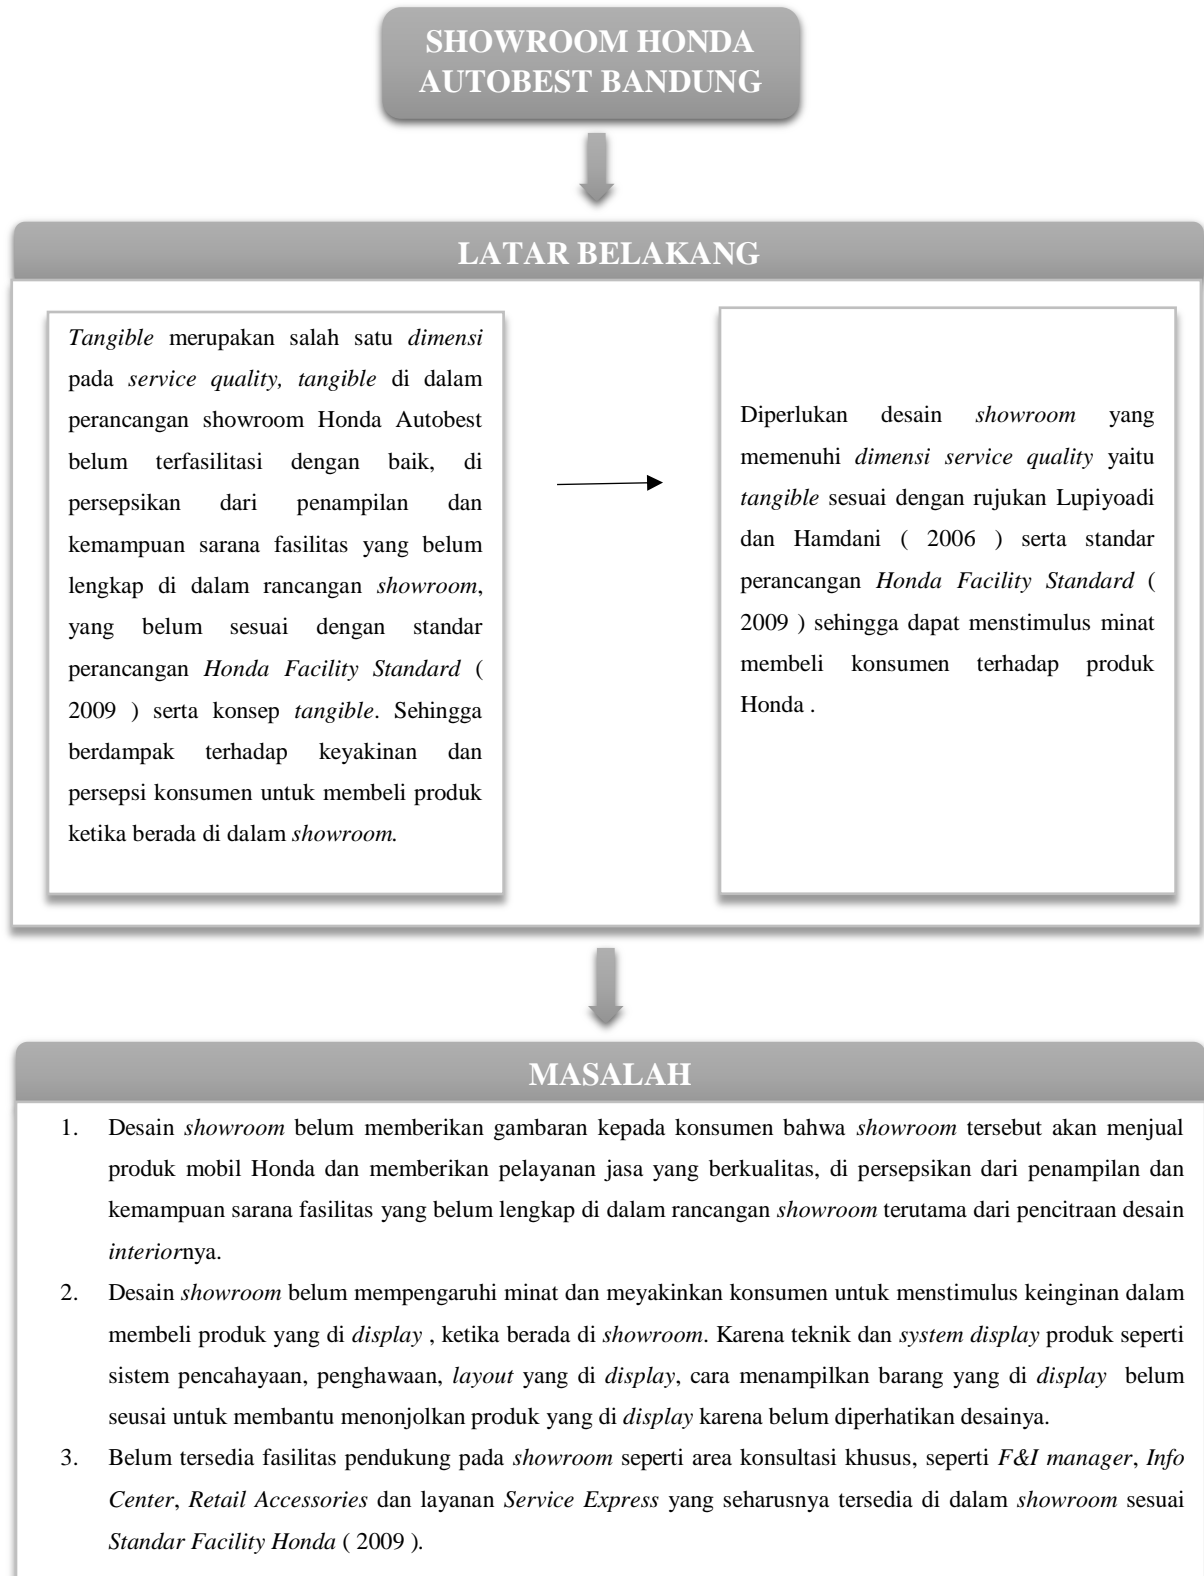 SHOWROOM HONDA
AUTOBEST BANDUNG
LATAR BELAKANG
Tangible merupakan salah satu dimensi
pada service quality, tangible di dalam
perancangan showroom Honda Autobest
belum terfasilitasi dengan baik, di
persepsikan dari penampilan dan
kemampuan sarana fasilitas yang belum
lengkap di dalam rancangan showroom,
yang belum sesuai dengan standar
perancangan Honda Facility Standard (
2009 ) serta konsep tangible. Sehingga
berdampak terhadap keyakinan dan
persepsi konsumen untuk membeli produk
ketika berada di dalam showroom.
Diperlukan desain showroom yang
memenuhi dimensi service quality yaitu
tangible sesuai dengan rujukan Lupiyoadi
dan Hamdani ( 2006 ) serta standar
perancangan Honda Facility Standard (
2009 ) sehingga dapat menstimulus minat
membeli konsumen terhadap produk
Honda .
MASALAH
1. Desain showroom belum memberikan gambaran kepada konsumen bahwa showroom tersebut akan menjual
produk mobil Honda dan memberikan pelayanan jasa yang berkualitas, di persepsikan dari penampilan dan
kemampuan sarana fasilitas yang belum lengkap di dalam rancangan showroom terutama dari pencitraan desain
interiornya.
2. Desain showroom belum mempengaruhi minat dan meyakinkan konsumen untuk menstimulus keinginan dalam
membeli produk yang di display , ketika berada di showroom. Karena teknik dan system display produk seperti
sistem pencahayaan, penghawaan, layout yang di display, cara menampilkan barang yang di display belum
seusai untuk membantu menonjolkan produk yang di display karena belum diperhatikan desainya.
3. Belum tersedia fasilitas pendukung pada showroom seperti area konsultasi khusus, seperti F&I manager, Info
Center, Retail Accessories dan layanan Service Express yang seharusnya tersedia di dalam showroom sesuai
Standar Facility Honda ( 2009 ).